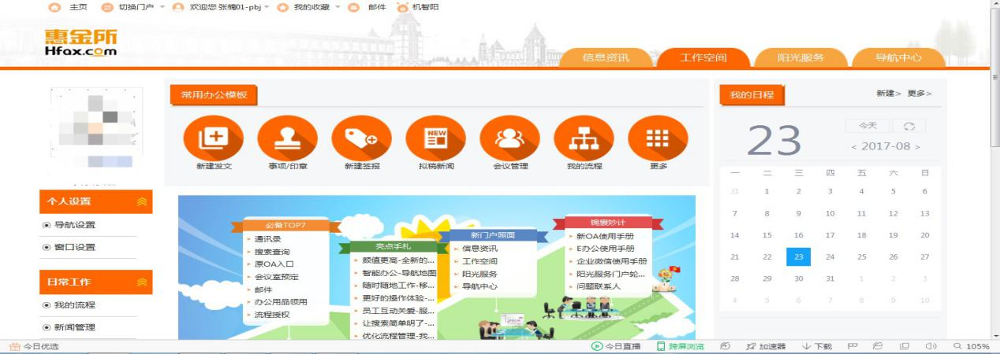 主页 切换门户 欢迎您 张楠01-pbj 我的收藏 邮件 机智阳
惠金所
Hfax.com
信息资讯 工作空间 阳光服务 导航中心
常用办公模板
NEW
新建发文 事项/印章 新建签报 拟稿新闻 会议管理 我的流程 更多
我的日程 新建> 更多>
23
今天
< 2017-08 >
一 二 三 四 五 六 日
31 1 2 3 4 5 6
7 8 9 10 11 12 13
14 15 16 17 18 19 20
21 22 23 24 25 26 27
28 29 30 31 1 2 3
4 5 6 7 8 9 10
个人设置
导航设置
窗口设置
日常工作
我的流程
新闻管理
必备TOP7
通讯录
搜索查询
原OA入口
会议室预定
邮件
办公用品领用
流程授权
亮点手札
颜值更高-全新的...
智能办公-导航地图
随时随地工作-移...
更好的操作体验-...
员工互动关爱-服...
让搜索简单明了-...
优化流程管理-我...
新门户照面
信息资讯
工作空间
阳光服务
导航中心
锦囊妙计
新OA使用手册
E办公使用手册
企业微信使用手册
阳光服务门户轮...
问题联系人
今日优选 今日直播 跨屏浏览 加速器 下载 105%